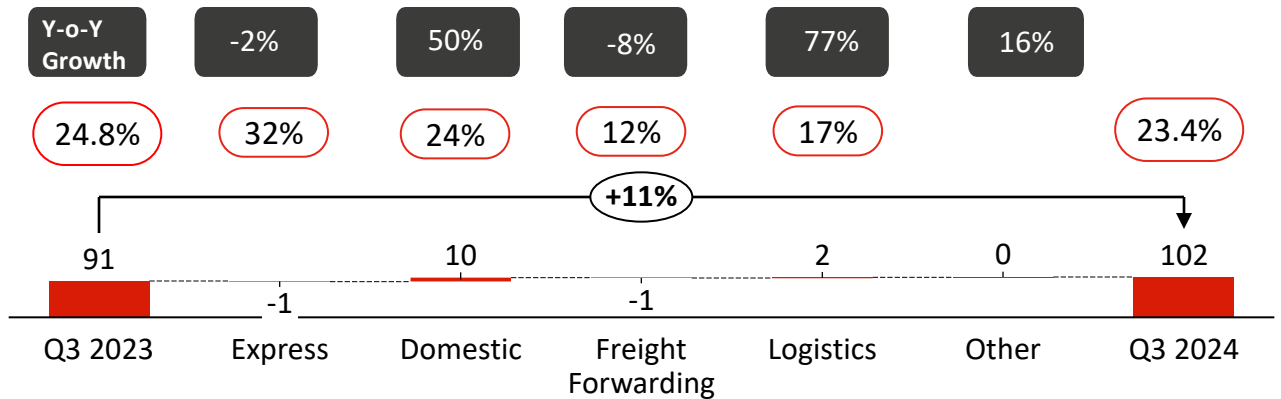 Y-o-Y
Growth
-2%
50%
-8%
77%
16%
24.8%
32%
24%
12%
17%
23.4%
+11%
91
-1
10
-1
2
0
102
Q3 2023
Express
Domestic
Freight
Forwarding
Logistics
Other
Q3 2024